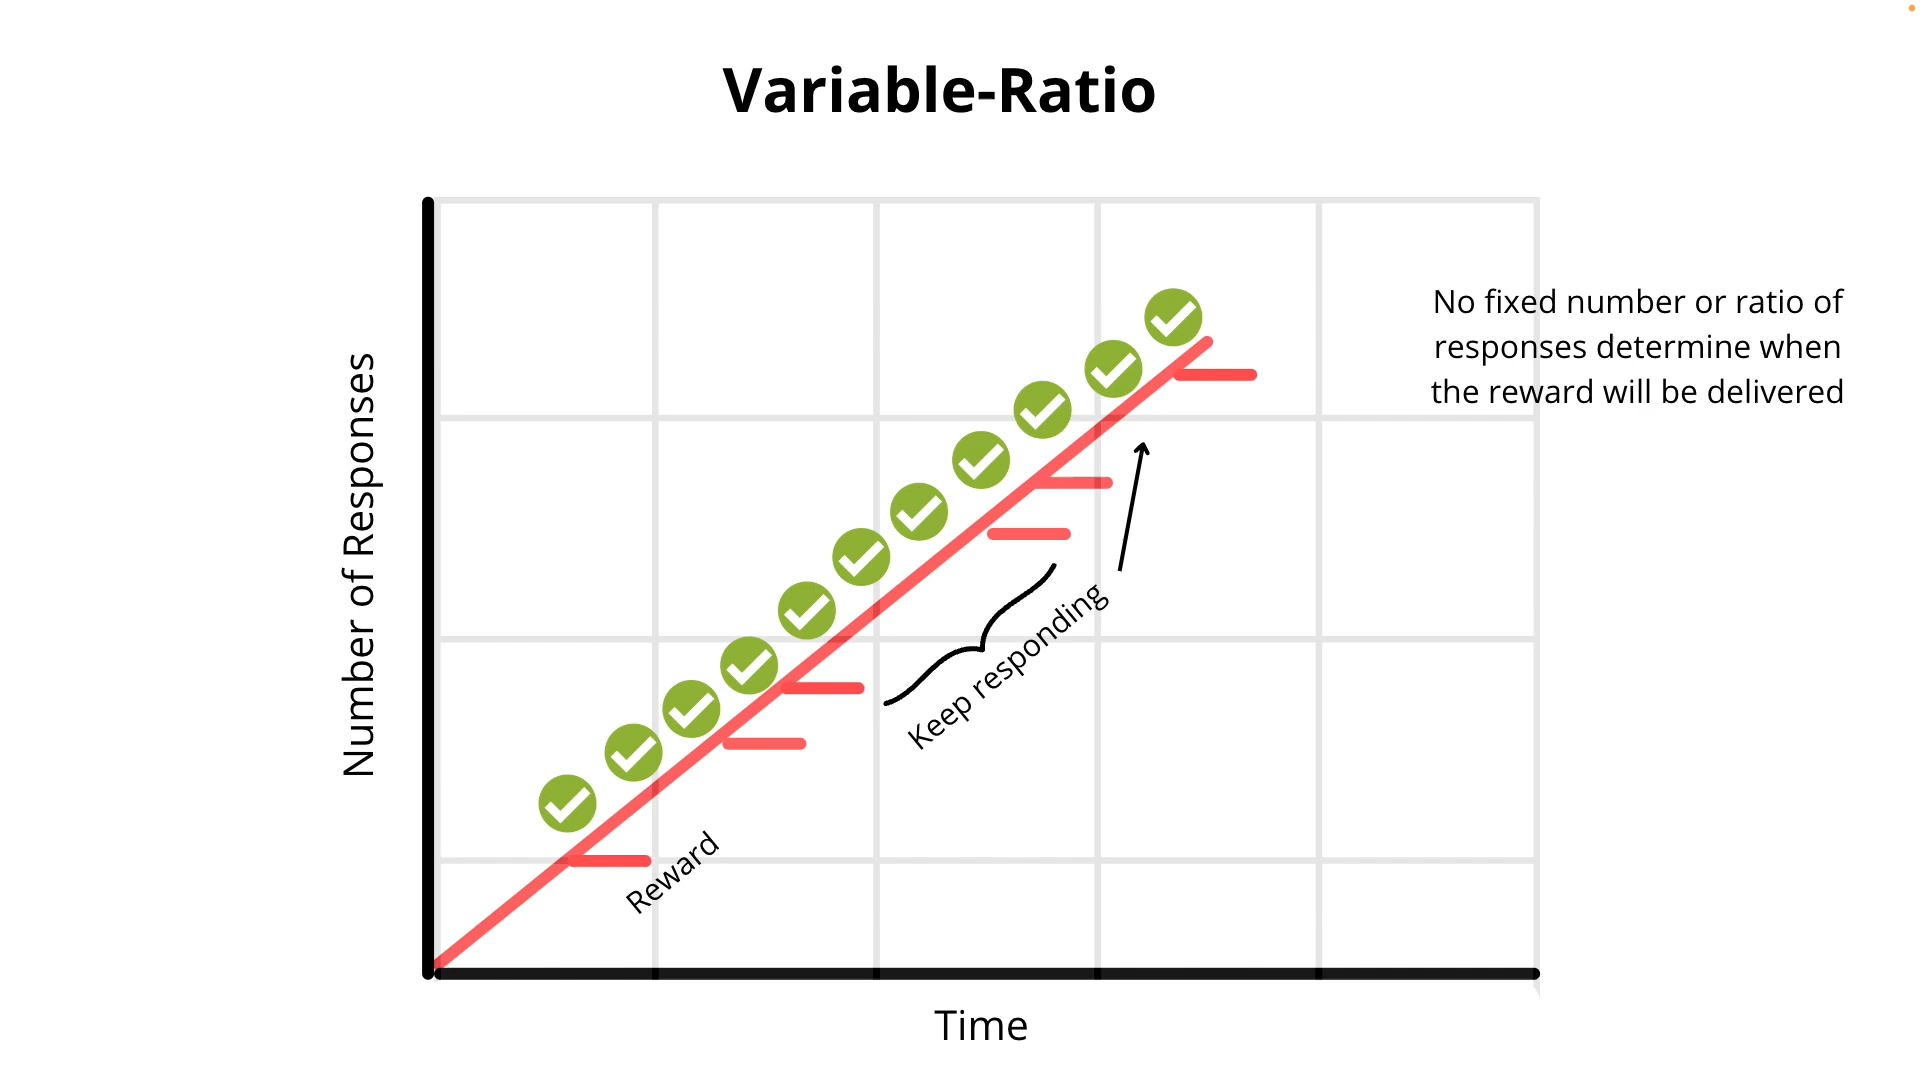 Variable-Ratio
Number of Responses
No fixed number or ratio of
responses determine when
the reward will be delivered
Keep responding
Reward
Time